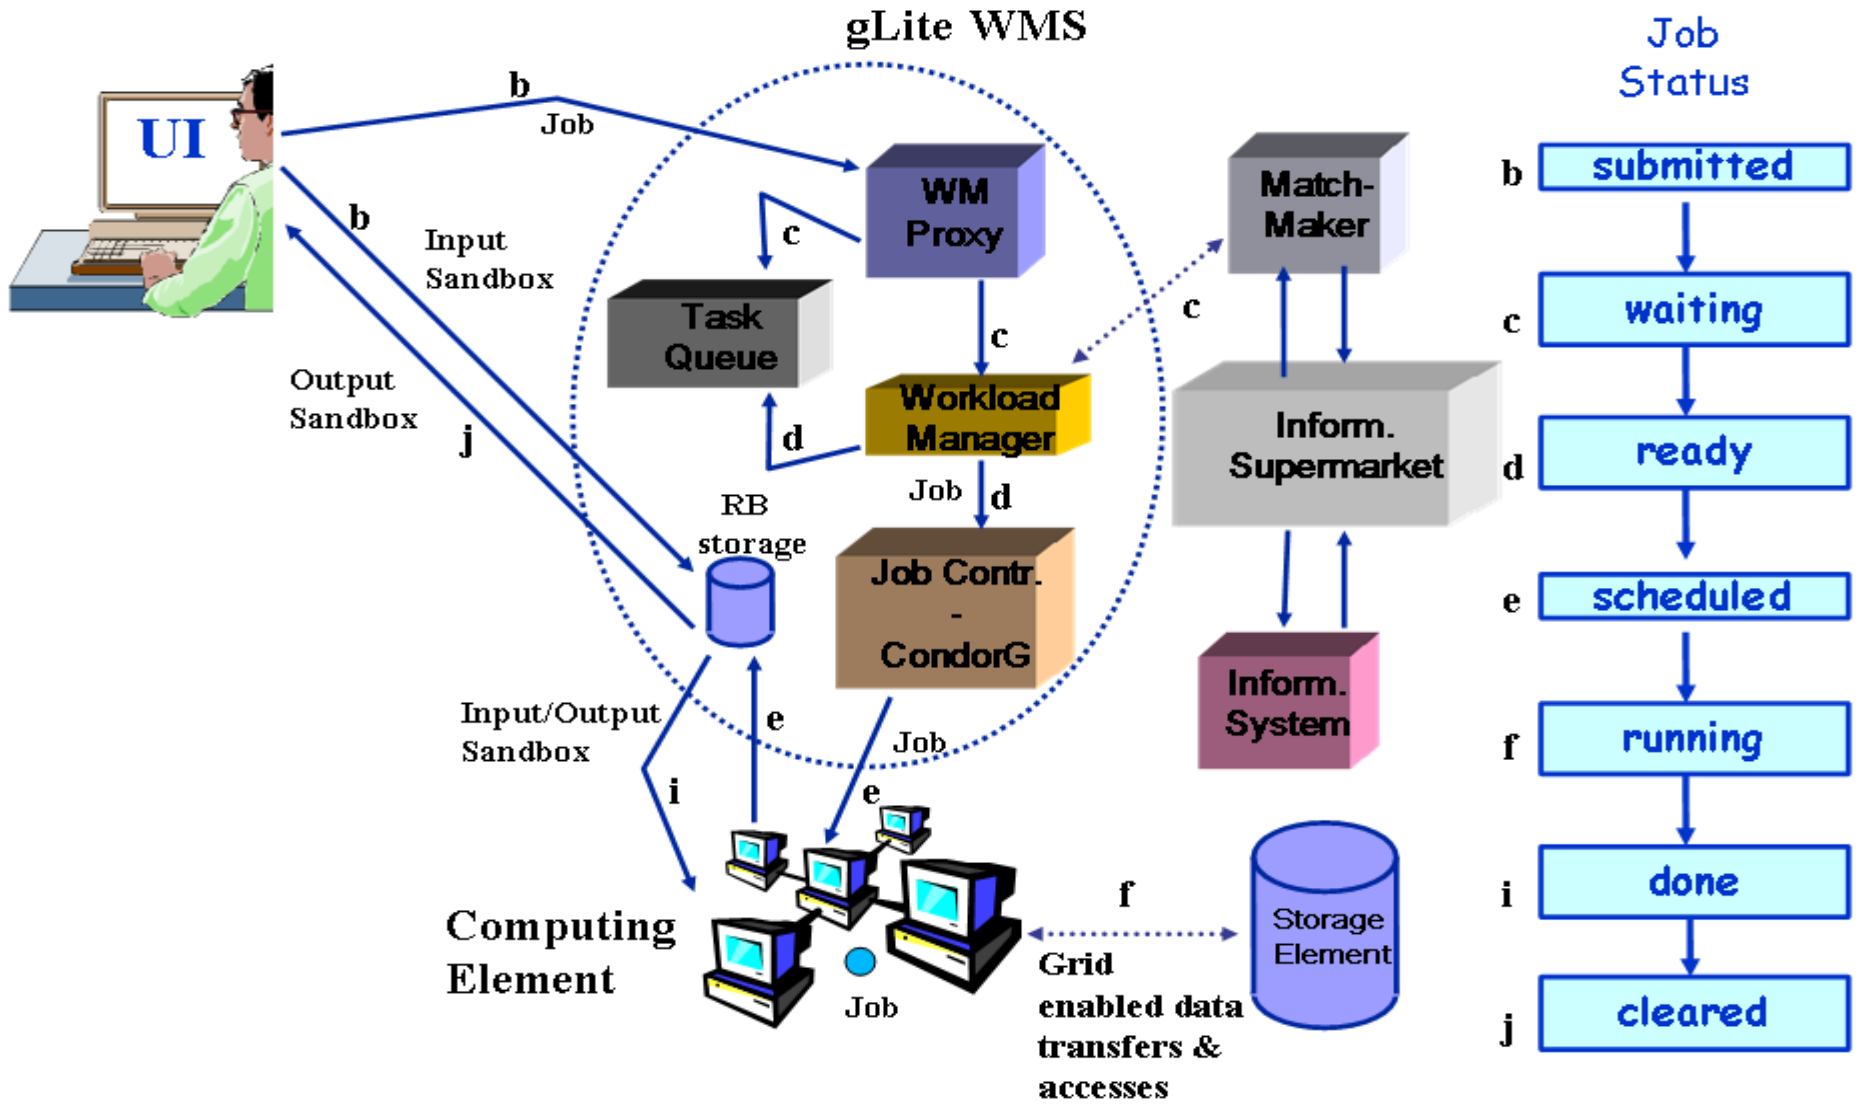 gLite WMS
Job
Status
UI
b
Job
WM
Proxy
Match-
Maker
b
submitted
b
Input
Sandbox
c
Task
Queue
c
c
c
waiting
Output
Sandbox
j
d
Workload
Manager
Inform.
Supermarket
d
ready
RB
storage
Job
d
Job Contr.
-
CondorG
e
scheduled
Input/Output
Sandbox
e
Job
Inform.
System
f
running
i
e
Computing
Element
Job
f
Grid
enabled data
transfers &
accesses
Storage
Element
i
done
j
cleared